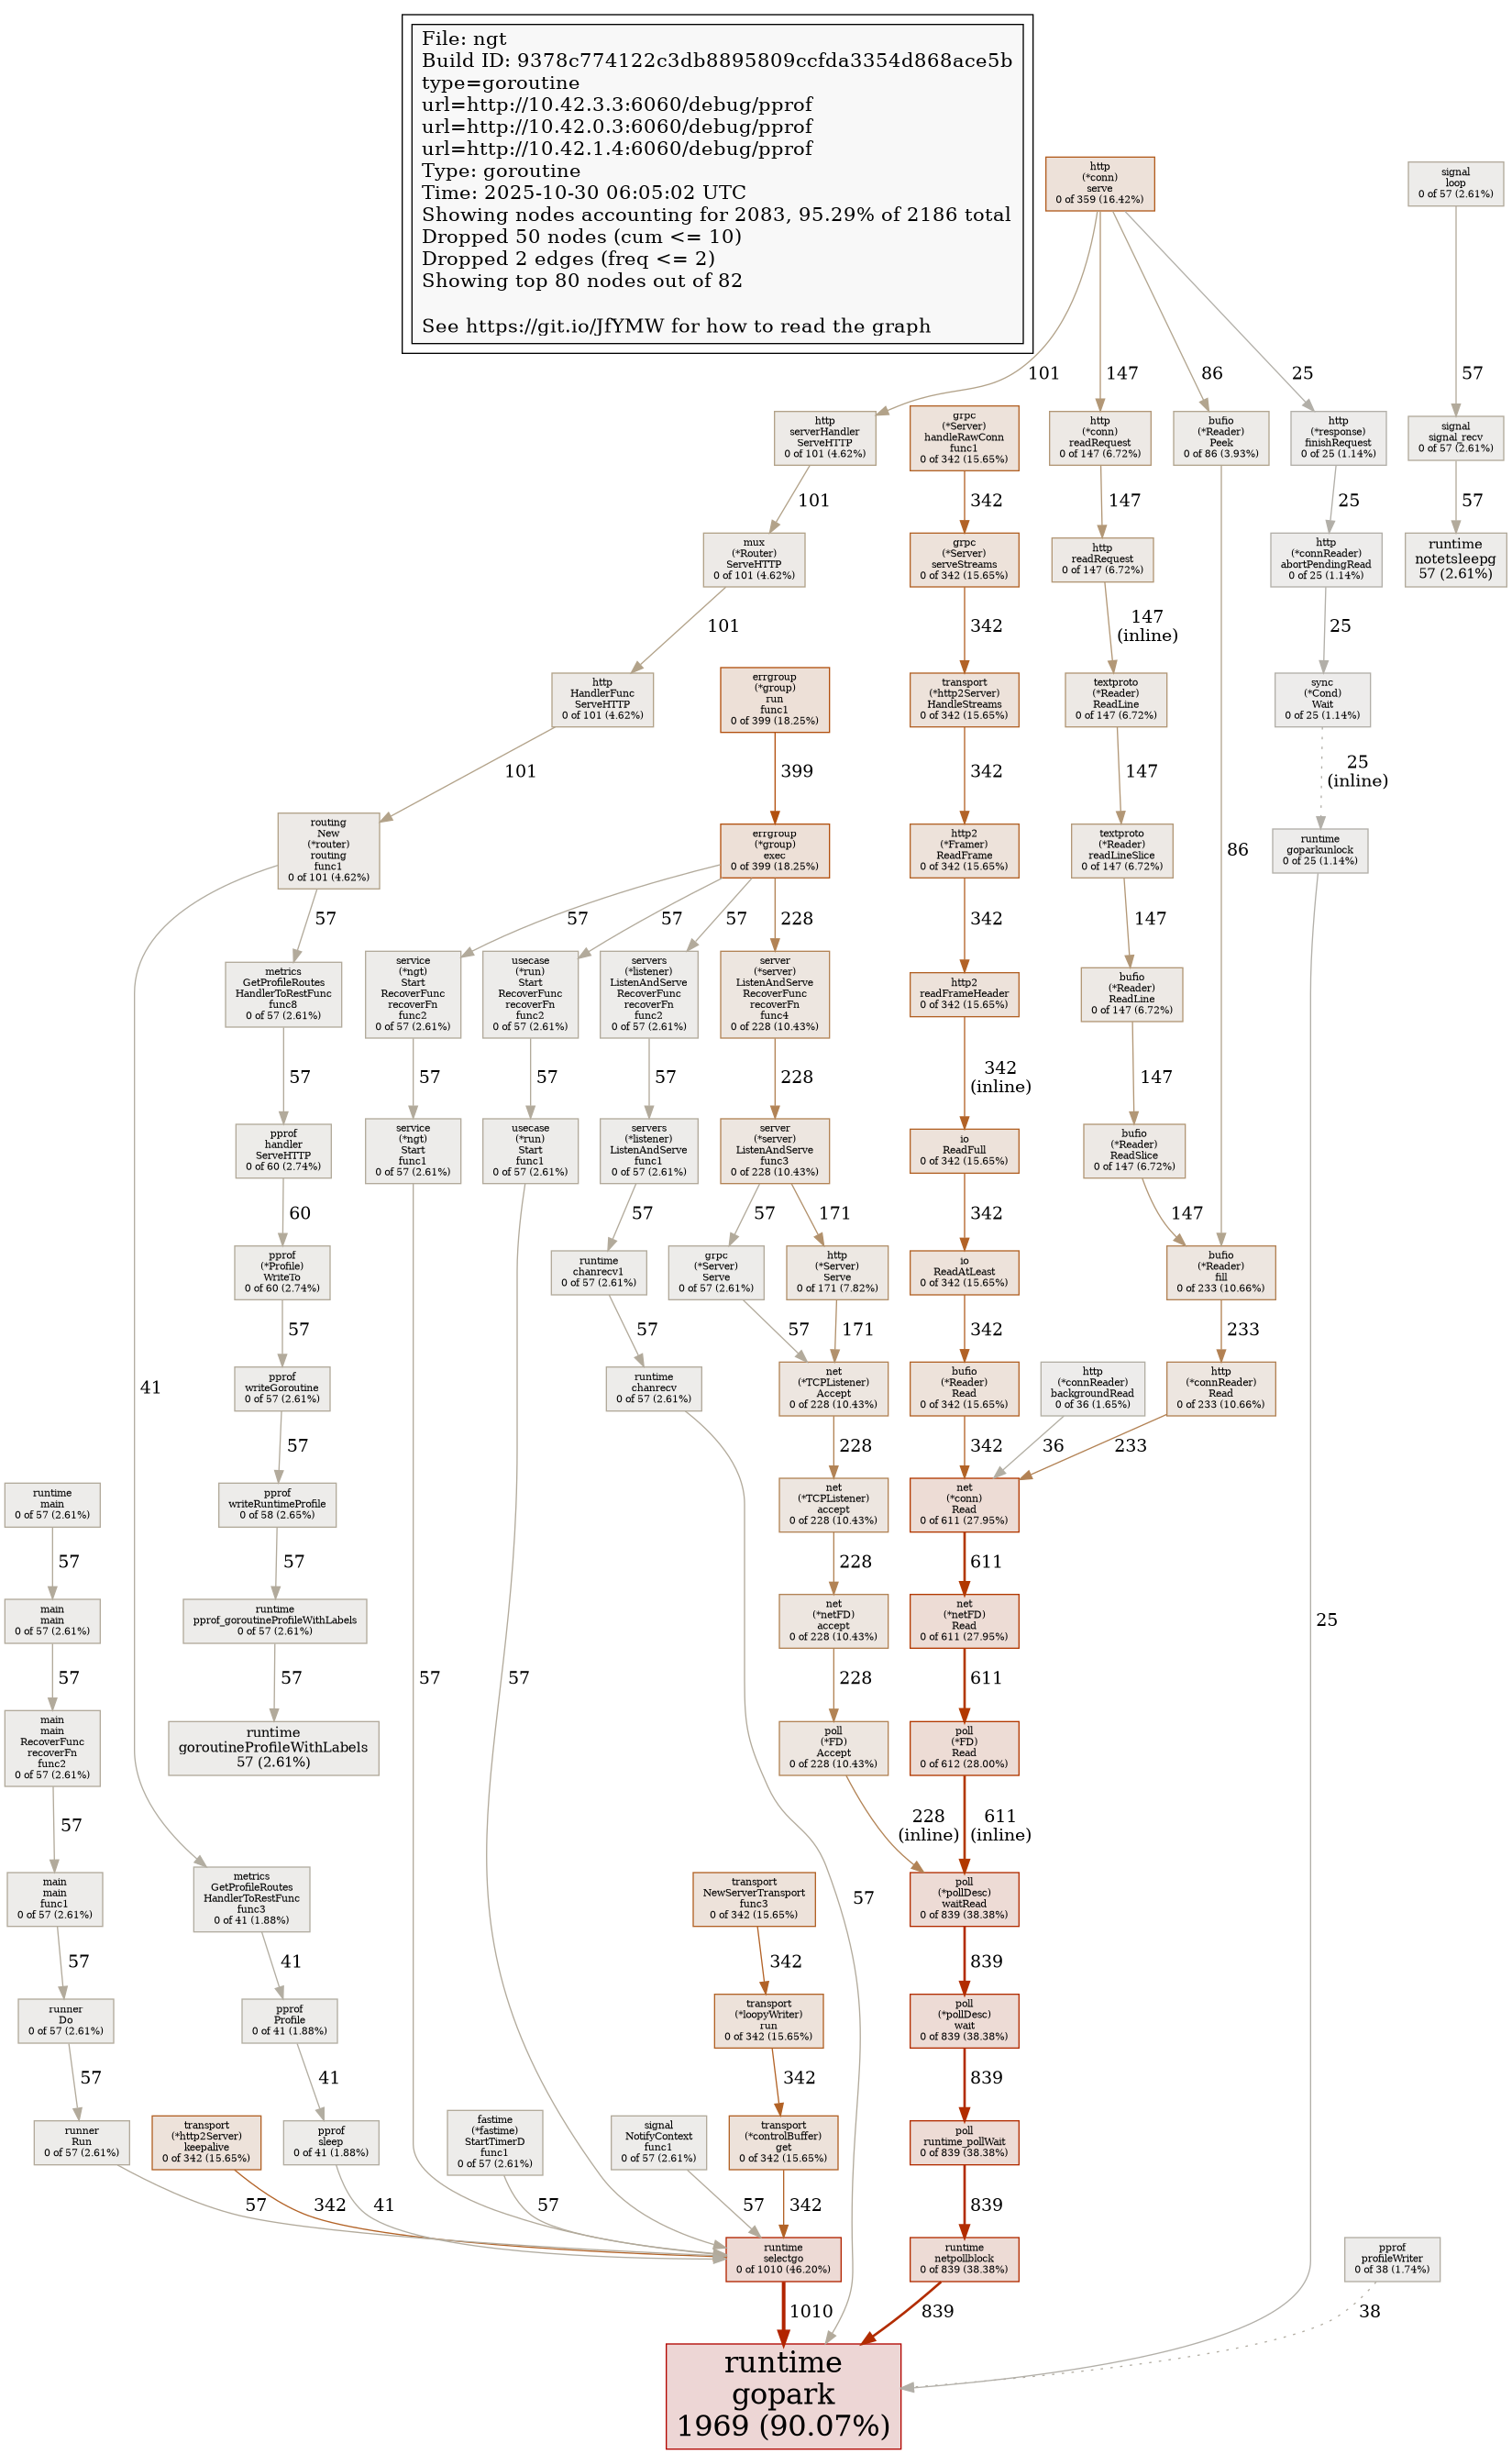 File: ngt
Build ID: 9378c774122c3db8895809ccfda3354d868ace5b
type=goroutine
url=http://10.42.3.3:6060/debug/pprof
url=http://10.42.0.3:6060/debug/pprof
url=http://10.42.1.4:6060/debug/pprof
Type: goroutine
Time: 2025-10-30 06:05:02 UTC
Showing nodes accounting for 2083, 95.29% of 2186 total
Dropped 50 nodes (cum <= 10)
Dropped 2 edges (freq <= 2)
Showing top 80 nodes out of 82
See https://git.io/JfYMW for how to read the graph
http
(*conn)
serve
0 of 359 (16.42%)
signal
loop
0 of 57 (2.61%)
101
147
86
25
57
http
serverHandler
ServeHTTP
0 of 101 (4.62%)
grpc
(*Server)
handleRawConn
func1
0 of 342 (15.65%)
http
(*conn)
readRequest
0 of 147 (6.72%)
bufio
(*Reader)
Peek
0 of 86 (3.93%)
http
(*response)
finishRequest
0 of 25 (1.14%)
signal
signal_recv
0 of 57 (2.61%)
101
342
147
25
57
mux
(*Router)
ServeHTTP
0 of 101 (4.62%)
grpc
(*Server)
serveStreams
0 of 342 (15.65%)
http
readRequest
0 of 147 (6.72%)
http
(*connReader)
abortPendingRead
0 of 25 (1.14%)
runtime
notetsleepg
57 (2.61%)
101
342
147
(inline)
25
http
HandlerFunc
ServeHTTP
0 of 101 (4.62%)
errgroup
(*group)
run
func1
0 of 399 (18.25%)
transport
(*http2Server)
HandleStreams
0 of 342 (15.65%)
textproto
(*Reader)
ReadLine
0 of 147 (6.72%)
sync
(*Cond)
Wait
0 of 25 (1.14%)
101
399
342
147
25
(inline)
routing
New
(*router)
routing
func1
0 of 101 (4.62%)
errgroup
(*group)
exec
0 of 399 (18.25%)
http2
(*Framer)
ReadFrame
0 of 342 (15.65%)
textproto
(*Reader)
readLineSlice
0 of 147 (6.72%)
86
runtime
goparkunlock
0 of 25 (1.14%)
57
57
57
57
228
342
147
metrics
GetProfileRoutes
HandlerToRestFunc
func8
0 of 57 (2.61%)
service
(*ngt)
Start
RecoverFunc
recoverFn
func2
0 of 57 (2.61%)
usecase
(*run)
Start
RecoverFunc
recoverFn
func2
0 of 57 (2.61%)
servers
(*listener)
ListenAndServe
RecoverFunc
recoverFn
func2
0 of 57 (2.61%)
server
(*server)
ListenAndServe
RecoverFunc
recoverFn
func4
0 of 228 (10.43%)
http2
readFrameHeader
0 of 342 (15.65%)
bufio
(*Reader)
ReadLine
0 of 147 (6.72%)
57
57
57
57
228
342
(inline)
147
pprof
handler
ServeHTTP
0 of 60 (2.74%)
service
(*ngt)
Start
func1
0 of 57 (2.61%)
usecase
(*run)
Start
func1
0 of 57 (2.61%)
servers
(*listener)
ListenAndServe
func1
0 of 57 (2.61%)
server
(*server)
ListenAndServe
func3
0 of 228 (10.43%)
io
ReadFull
0 of 342 (15.65%)
bufio
(*Reader)
ReadSlice
0 of 147 (6.72%)
60
57
57
171
342
147
pprof
(*Profile)
WriteTo
0 of 60 (2.74%)
runtime
chanrecv1
0 of 57 (2.61%)
grpc
(*Server)
Serve
0 of 57 (2.61%)
http
(*Server)
Serve
0 of 171 (7.82%)
io
ReadAtLeast
0 of 342 (15.65%)
bufio
(*Reader)
fill
0 of 233 (10.66%)
57
57
57
171
342
233
41
pprof
writeGoroutine
0 of 57 (2.61%)
runtime
chanrecv
0 of 57 (2.61%)
net
(*TCPListener)
Accept
0 of 228 (10.43%)
bufio
(*Reader)
Read
0 of 342 (15.65%)
http
(*connReader)
backgroundRead
0 of 36 (1.65%)
http
(*connReader)
Read
0 of 233 (10.66%)
57
228
342
36
233
runtime
main
0 of 57 (2.61%)
pprof
writeRuntimeProfile
0 of 58 (2.65%)
net
(*TCPListener)
accept
0 of 228 (10.43%)
net
(*conn)
Read
0 of 611 (27.95%)
57
57
228
611
main
main
0 of 57 (2.61%)
runtime
pprof_goroutineProfileWithLabels
0 of 57 (2.61%)
net
(*netFD)
accept
0 of 228 (10.43%)
net
(*netFD)
Read
0 of 611 (27.95%)
25
57
57
57
57
228
611
main
main
RecoverFunc
recoverFn
func2
0 of 57 (2.61%)
runtime
goroutineProfileWithLabels
57 (2.61%)
poll
(*FD)
Accept
0 of 228 (10.43%)
poll
(*FD)
Read
0 of 612 (28.00%)
57
228
(inline)
611
(inline)
main
main
func1
0 of 57 (2.61%)
metrics
GetProfileRoutes
HandlerToRestFunc
func3
0 of 41 (1.88%)
transport
NewServerTransport
func3
0 of 342 (15.65%)
57
poll
(*pollDesc)
waitRead
0 of 839 (38.38%)
57
41
342
839
runner
Do
0 of 57 (2.61%)
pprof
Profile
0 of 41 (1.88%)
transport
(*loopyWriter)
run
0 of 342 (15.65%)
poll
(*pollDesc)
wait
0 of 839 (38.38%)
57
41
342
839
runner
Run
0 of 57 (2.61%)
transport
(*http2Server)
keepalive
0 of 342 (15.65%)
pprof
sleep
0 of 41 (1.88%)
fastime
(*fastime)
StartTimerD
func1
0 of 57 (2.61%)
signal
NotifyContext
func1
0 of 57 (2.61%)
transport
(*controlBuffer)
get
0 of 342 (15.65%)
poll
runtime_pollWait
0 of 839 (38.38%)
57
342
41
57
57
342
839
runtime
selectgo
0 of 1010 (46.20%)
runtime
netpollblock
0 of 839 (38.38%)
pprof
profileWriter
0 of 38 (1.74%)
1010
839
38
runtime
gopark
1969 (90.07%)